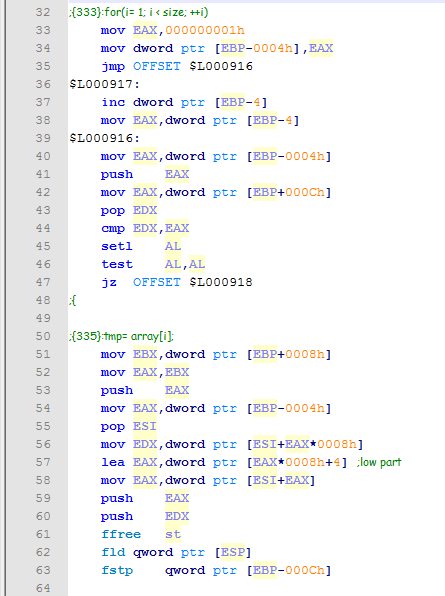 32 ;{333}:for(i= 1; i < size; ++i)
33 mov EAX,000000001h
34 mov dword ptr [EBP-0004h],EAX
35 jmp OFFSET $L000916
36 $L000917:
37 inc dword ptr [EBP-4]
38 mov EAX,dword ptr [EBP-4]
39 $L000916:
40 mov EAX,dword ptr [EBP-0004h]
41 push EAX
42 mov EAX,dword ptr [EBP+000Ch]
43 pop EDX
44 cmp EDX,EAX
45 setl AL
46 test AL,AL
47 jz OFFSET $L000918
48 ;{
49
50 ;{335}:tmp= array[i];
51 mov EBX,dword ptr [EBP+0008h]
52 mov EAX,EBX
53 push EAX
54 mov EAX,dword ptr [EBP-0004h]
55 pop ESI
56 mov EDX,dword ptr [ESI+EAX*0008h]
57 lea EAX,dword ptr [EAX*0008h+4] ;low part
58 mov EAX,dword ptr [ESI+EAX]
59 push EAX
60 push EDX
61 ffree st
62 fld qword ptr [ESP]
63 fstp qword ptr [EBP-000Ch]
64